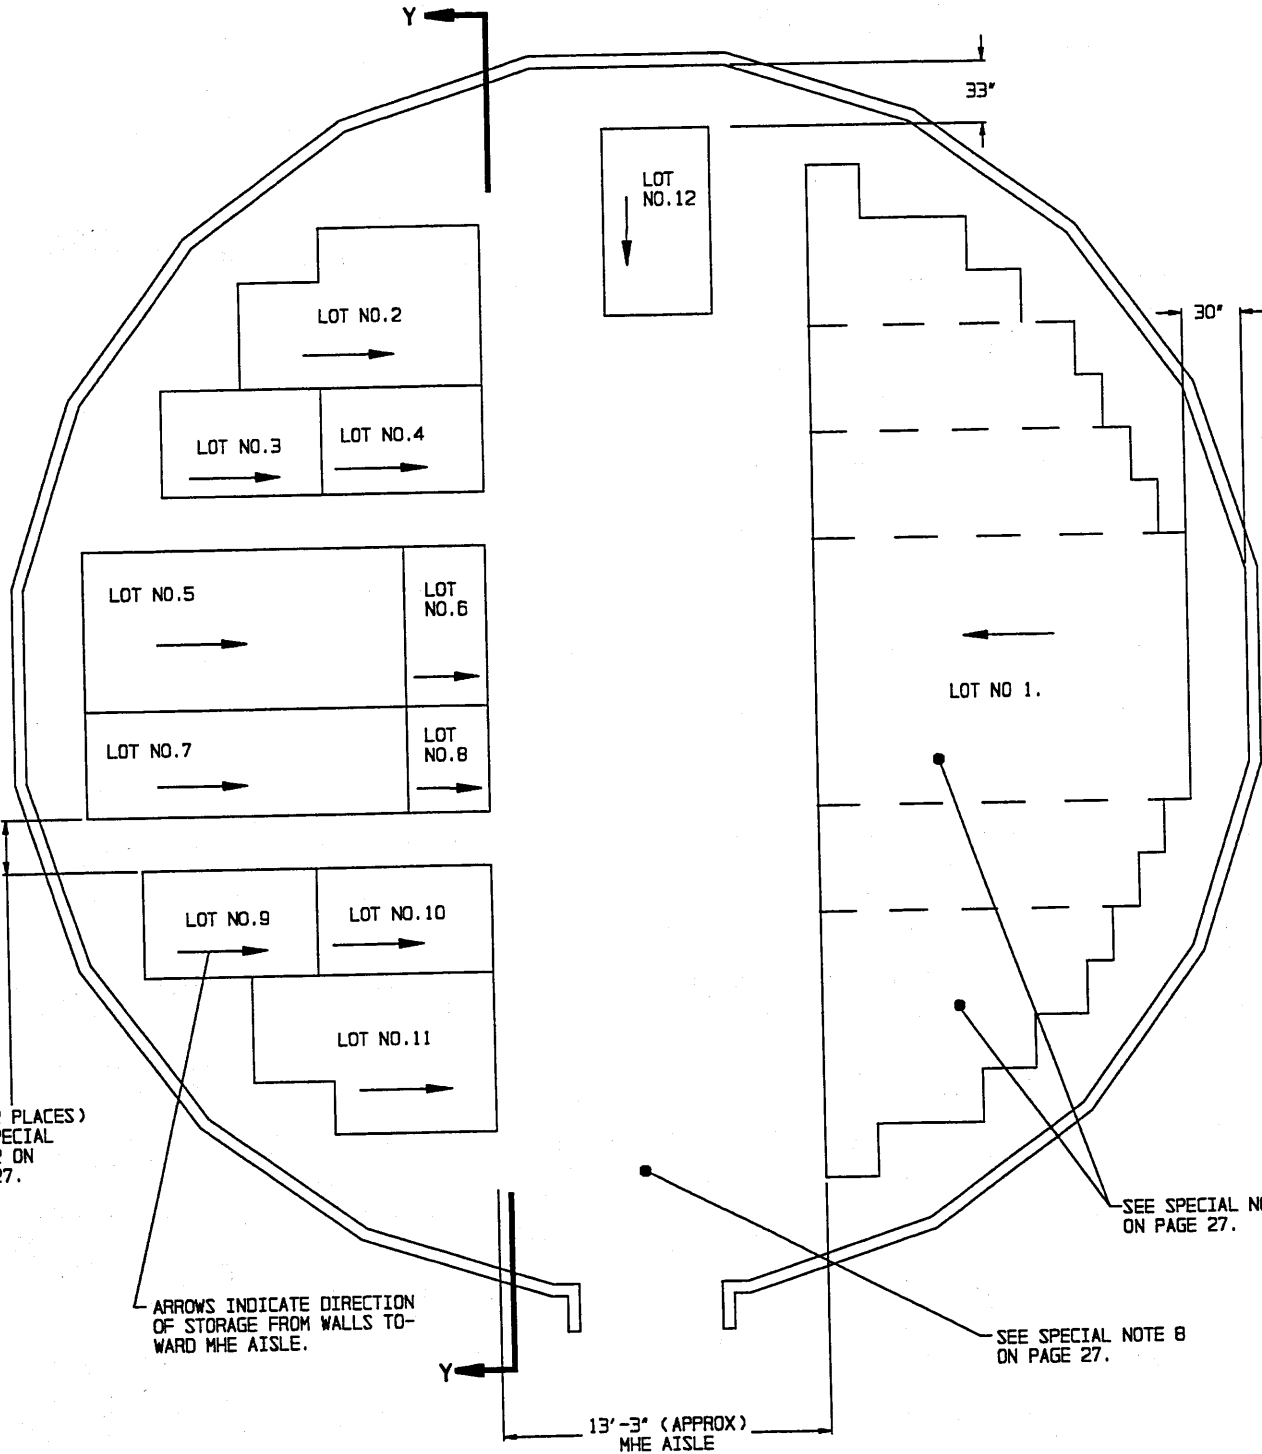 Y
33"
LOT
NO.12
30"
LOT NO.2
LOT NO.3
LOT NO.4
LOT NO.5
LOT
NO.6
LOT NO 1.
LOT NO.7
LOT
NO.8
LOT NO.9
LOT NO.10
LOT NO.11
PLACES)
ON
27.
SEE SPECIAL
ON PAGE 27.
ARROWS INDICATE DIRECTION
OF STORAGE FROM WALLS TO-
WARD MHE AISLE.
SEE SPECIAL NOTE 8
ON PAGE 27.
Y
13'-3" (APPROX)
MHE AISLE